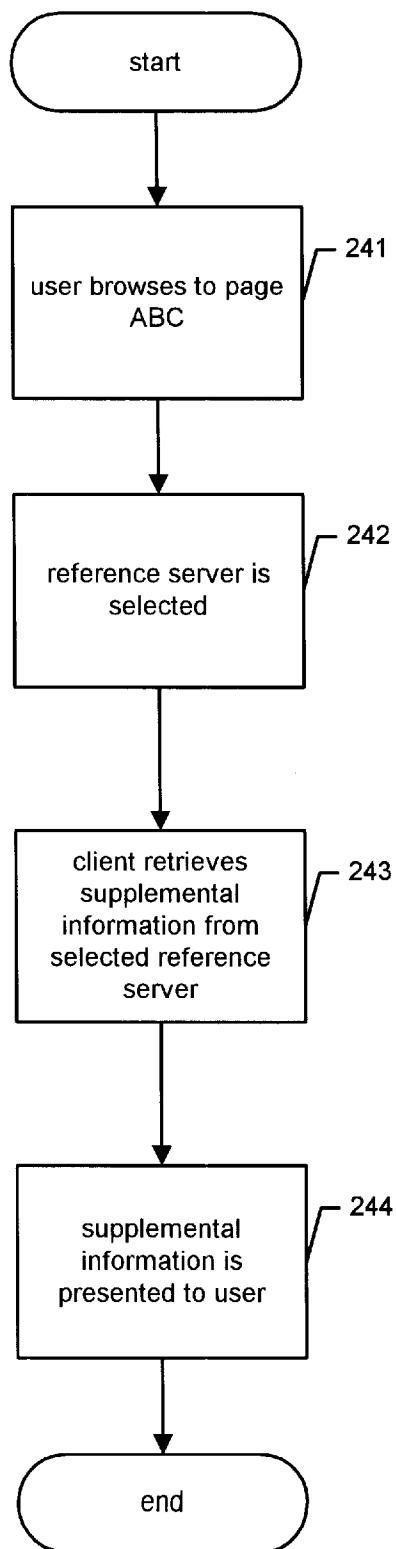 start
241
user browses to page
ABC
242
reference server is
selected
243
client retrieves
supplemental
information from
selected reference
server
244
supplemental
information is
presented to user
end